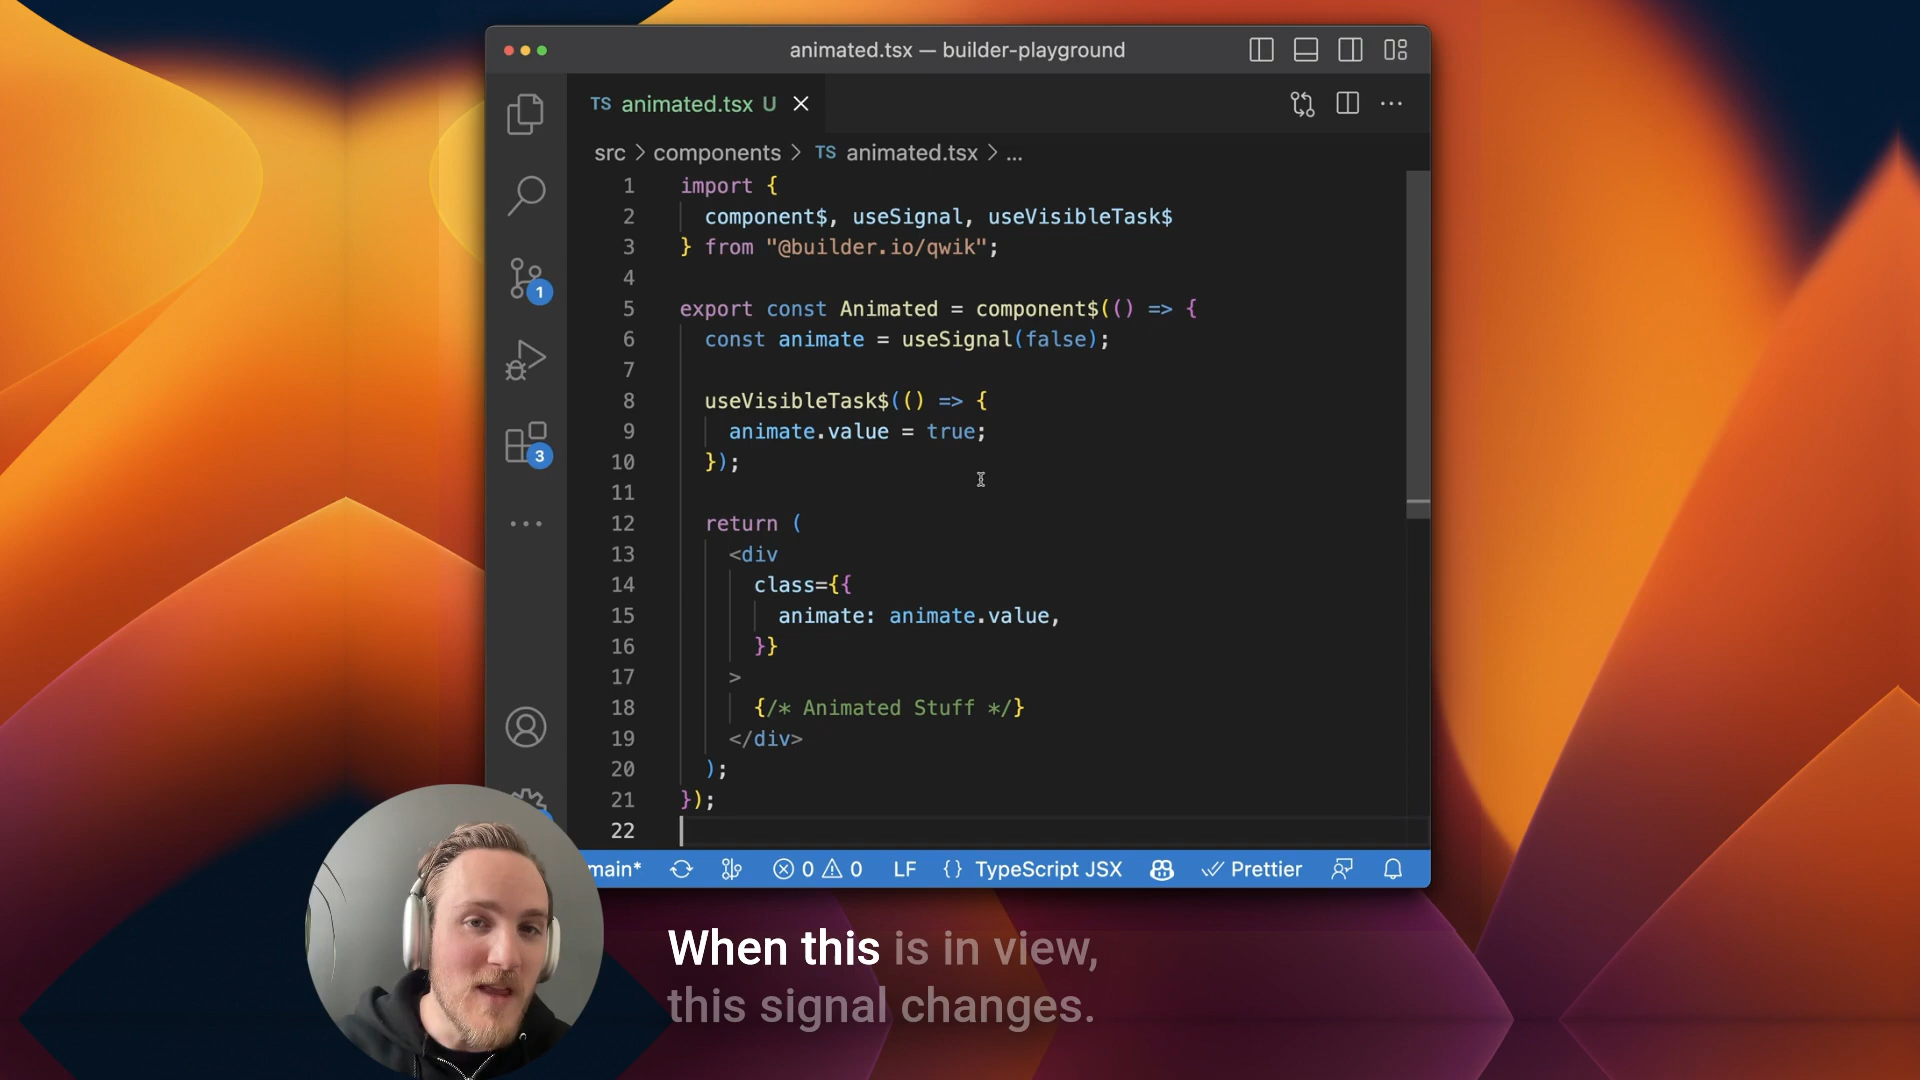 animated.tsx — builder-playground
TS animated.tsx U
src > components > TS animated.tsx > ...
1 import {
2 component$, useSignal, useVisibleTask$
3 } from "@builder.io/qwik";
4
5 export const Animated = component$(() => {
6 const animate = useSignal(false);
7
8 useVisibleTask$(() => {
9 animate.value = true;
10 });
11
12 return (
13 <div
14 class={{
15 animate: animate.value,
16 }}
17 >
18 {/* Animated Stuff */}
19 </div>
20 );
21 });
22
1
3
main* 0 0 LF {} TypeScript JSX Prettier
When this is in view,
this signal changes.